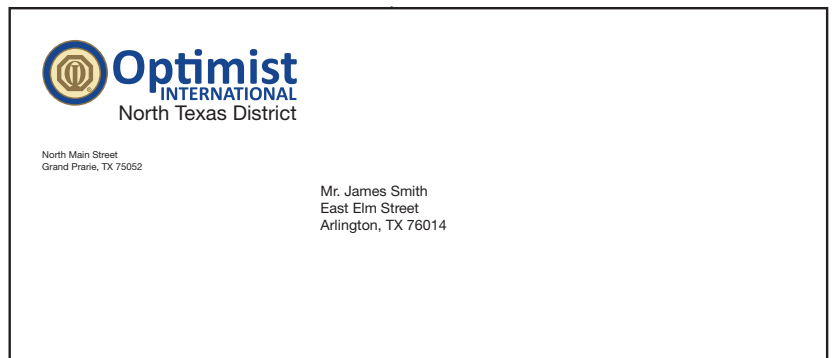 Optimist
INTERNATIONAL
North Texas District
North Main Street
Grand Prarie, TX 75052
Mr. James Smith
East Elm Street
Arlington, TX 76014